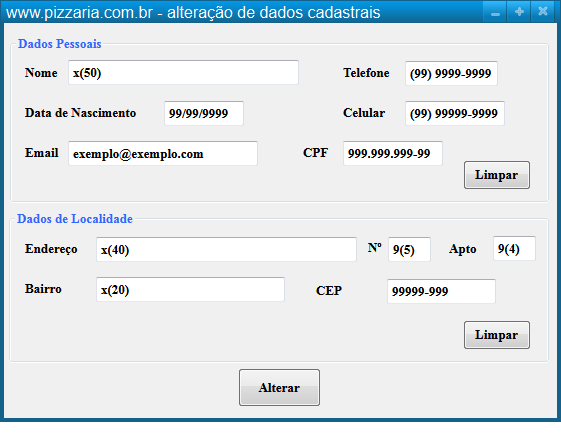 www.pizzaria.com.br - alteração de dados cadastrais
Dados Pessoais
Nome x(50) Telefone (99) 9999-9999
Data de Nascimento 99/99/9999 Celular (99) 99999-9999
Email exemplo@exemplo.com CPF 999.999.999-99
Limpar
Dados de Localidade
Endereço x(40) Nº 9(5) Apto 9(4)
Bairro x(20) CEP 99999-999
Limpar
Alterar